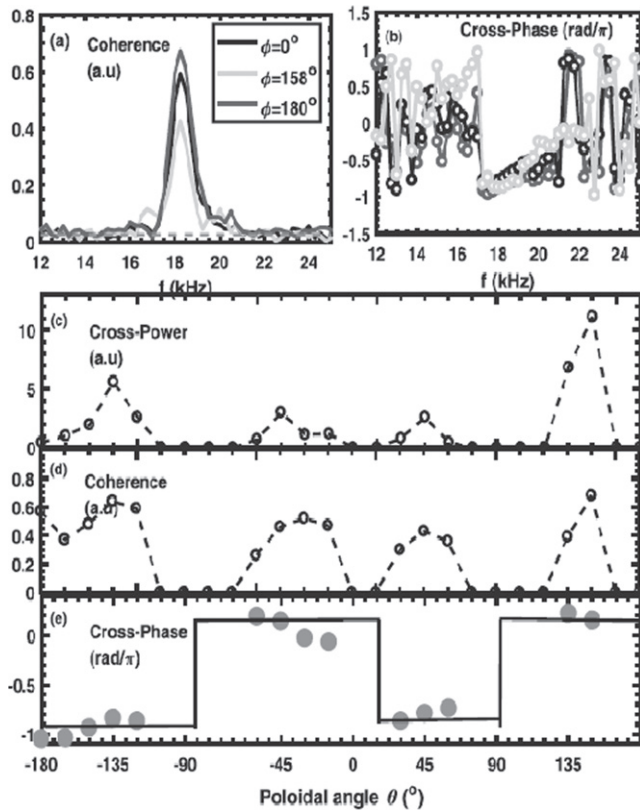 (a)
Coherence
(a.u)
ϕ=0°
ϕ=158°
ϕ=180°
0.8
0.6
0.4
0.2
0
12 14 16 18 20 22 24
f (kHz)
(b)
Cross-Phase (rad/π)
1.5
1
0.5
0
-0.5
-1
-1.5
12 14 16 18 20 22 24
f (kHz)
(c)
Cross-Power
(a.u)
10
5
0
(d)
Coherence
(a.u)
0.8
0.6
0.4
0.2
0
(e)
Cross-Phase
(rad/π)
0
-0.5
-1
-180 -135 -90 -45 0 45 90 135
Poloidal angle θ (°)